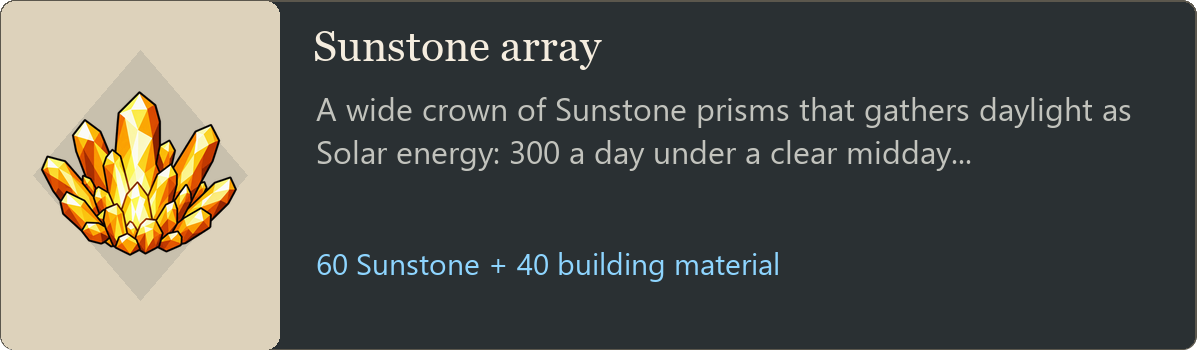 Sunstone array
A wide crown of Sunstone prisms that gathers daylight as
Solar energy: 300 a day under a clear midday...
60 Sunstone + 40 building material